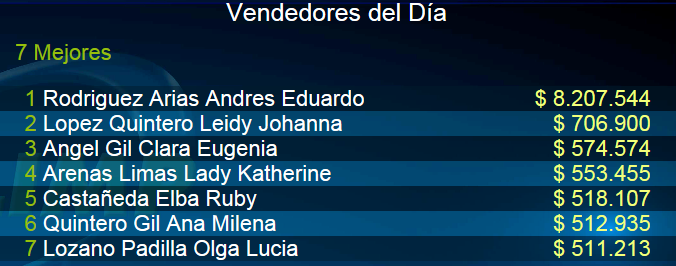 Vendedores del Día
7 Mejores
1 Rodriguez Arias Andres Eduardo $ 8.207.544
2 Lopez Quintero Leidy Johanna $ 706.900
3 Angel Gil Clara Eugenia $ 574.574
4 Arenas Limas Lady Katherine $ 553.455
5 Castañeda Elba Ruby $ 518.107
6 Quintero Gil Ana Milena $ 512.935
7 Lozano Padilla Olga Lucia $ 511.213